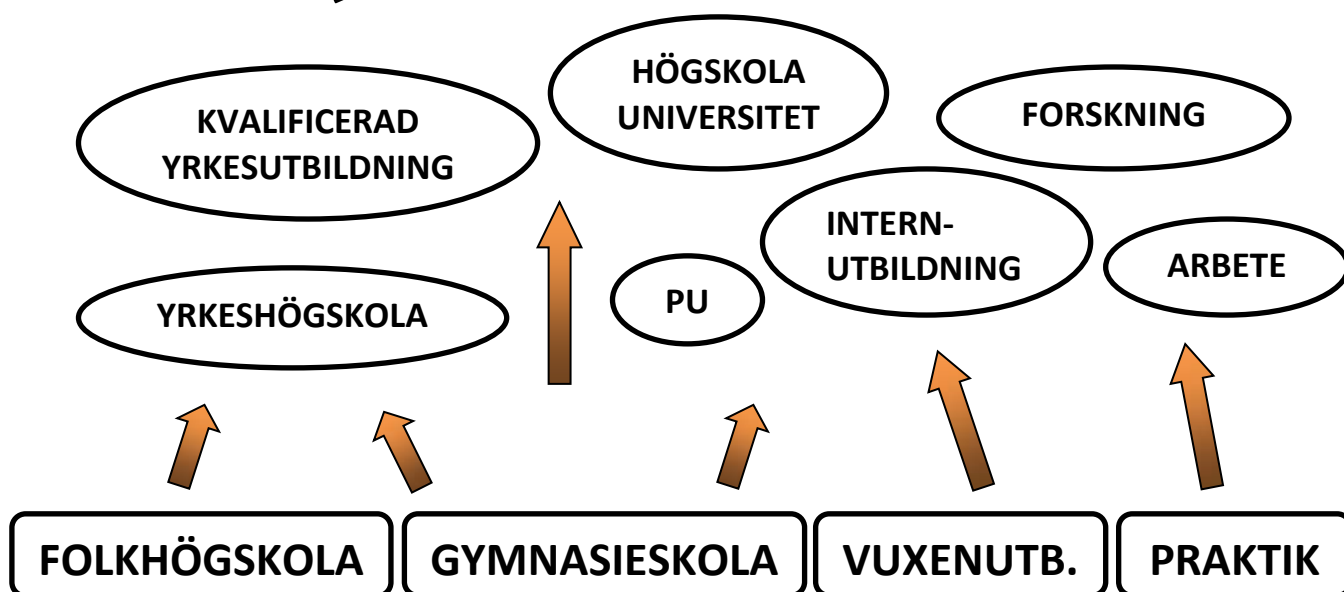 HÖGSKOLA
UNIVERSITET
KVALIFICERAD
YRKESUTBILDNING
FORSKNING
INTERN-
UTBILDNING
ARBETE
PU
YRKESHÖGSKOLA
FOLKHÖGSKOLA
GYMNASIESKOLA
VUXENUTB.
PRAKTIK